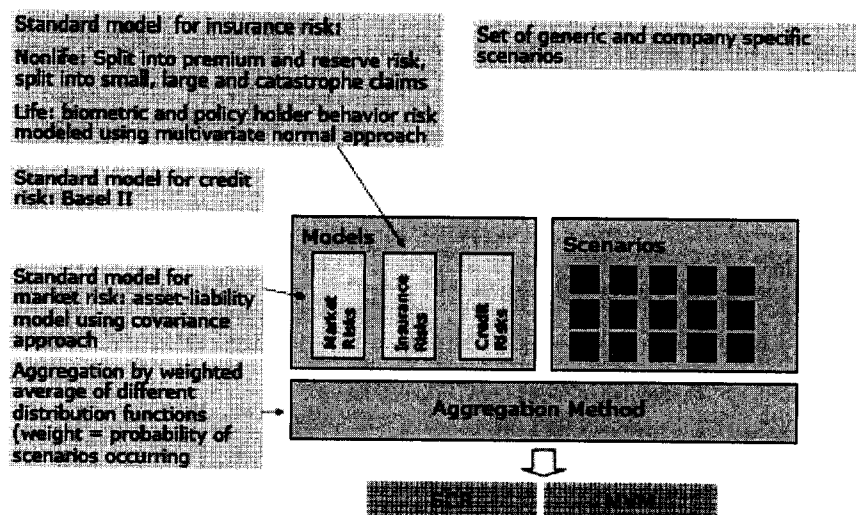 Standard model for insurance risk:
Nonlife: Split into premium and reserve risk,
split into small, large and catastrophe claims
Life: biometric and policy holder behavior risk
modeled using multivariate normal approach
Set of generic and company specific
scenarios
Standard model for credit
risk: Basel II
Standard model for
market risk: asset-liability
model using covariance
approach
Aggregation by weighted
average of different
distribution functions
(weight = probability of
scenarios occurring
Models
Market
Risks
Insurance
Risks
Credit
Risks
Scenarios
Aggregation Method